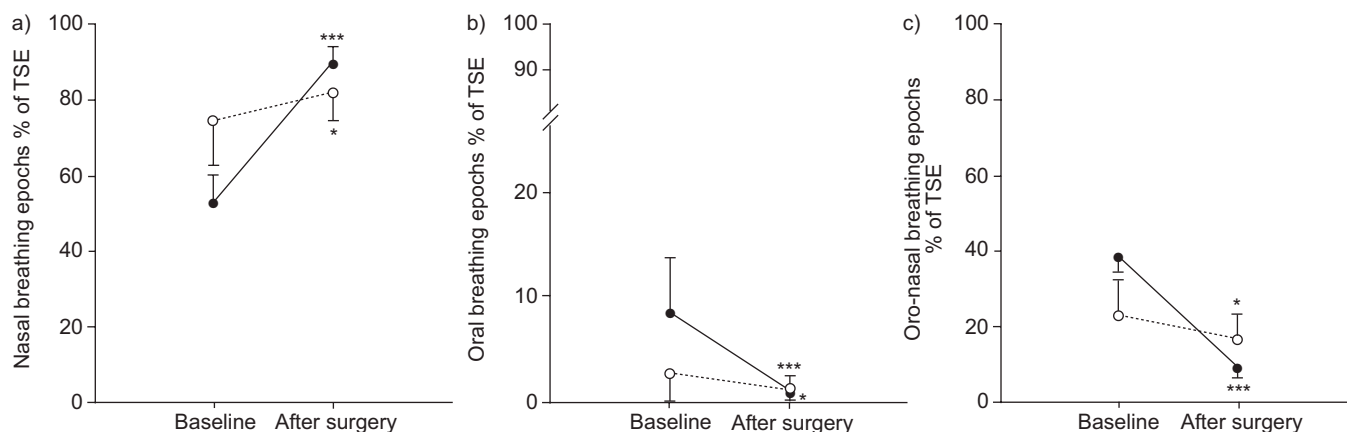 a)
Nasal breathing epochs % of TSE
100
80
60
40
20
0
***
*
Baseline
After surgery
b)
Oral breathing epochs % of TSE
100
90
20
10
0
***
*
Baseline
After surgery
c)
Oro-nasal breathing epochs
% of TSE
100
80
60
40
20
0
*
***
Baseline
After surgery